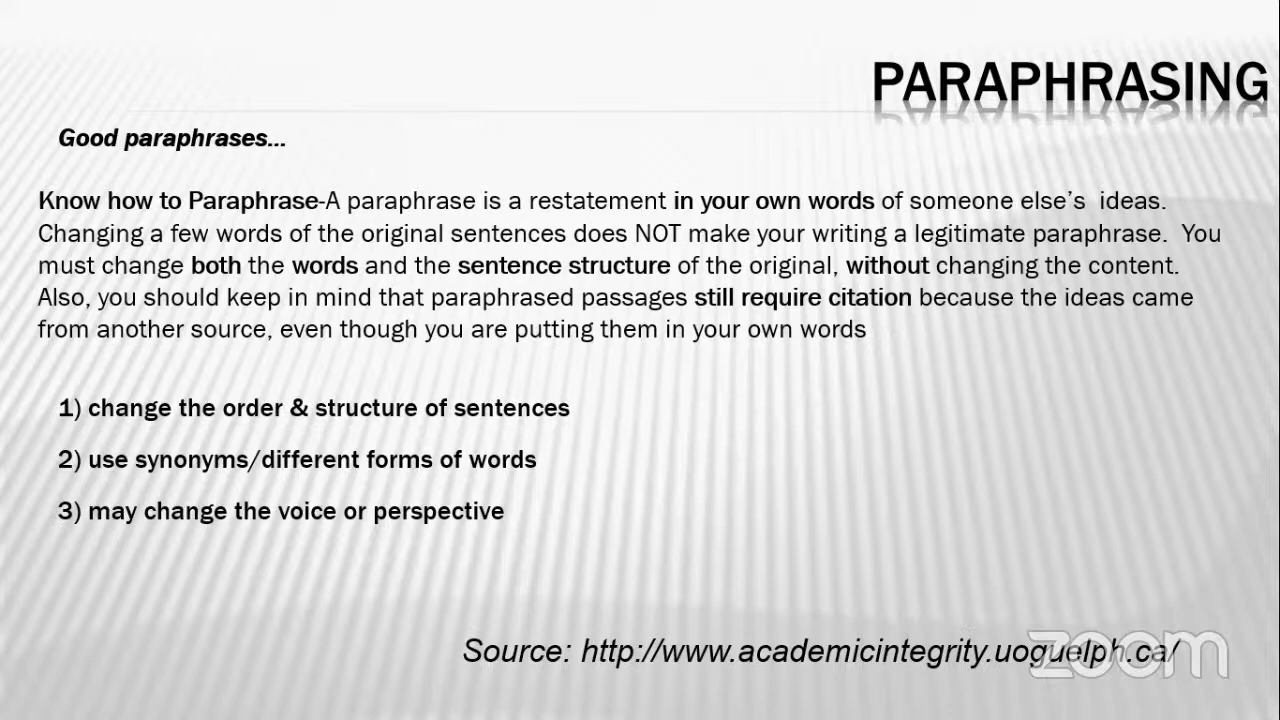 PARAPHRASING
Good paraphrases...
Know how to Paraphrase-A paraphrase is a restatement in your own words of someone else’s  ideas.
Changing a few words of the original sentences does NOT make your writing a legitimate paraphrase.  You
must change both the words and the sentence structure of the original, without changing the content.
Also, you should keep in mind that paraphrased passages still require citation because the ideas came
from another source, even though you are putting them in your own words
1) change the order & structure of sentences
2) use synonyms/different forms of words
3) may change the voice or perspective
Source: http://www.academicintegrity.uoguelph.ca/
zoom